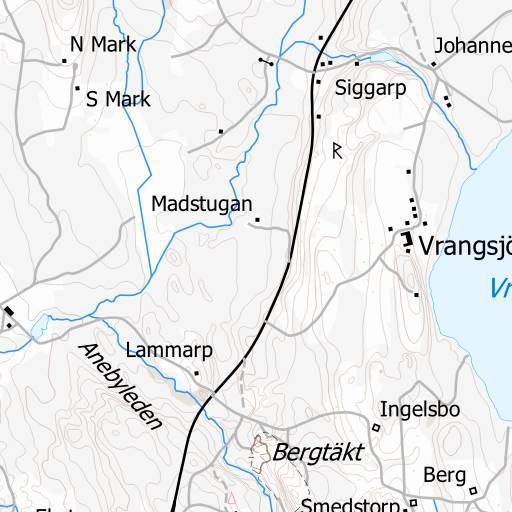 N Mark
Johanne
Siggarp
S Mark
Madstugan
Vrangsjö
Vr
Lammarp
Anebyleden
Ingelsbo
Bergtäkt
Berg
Smedstorp